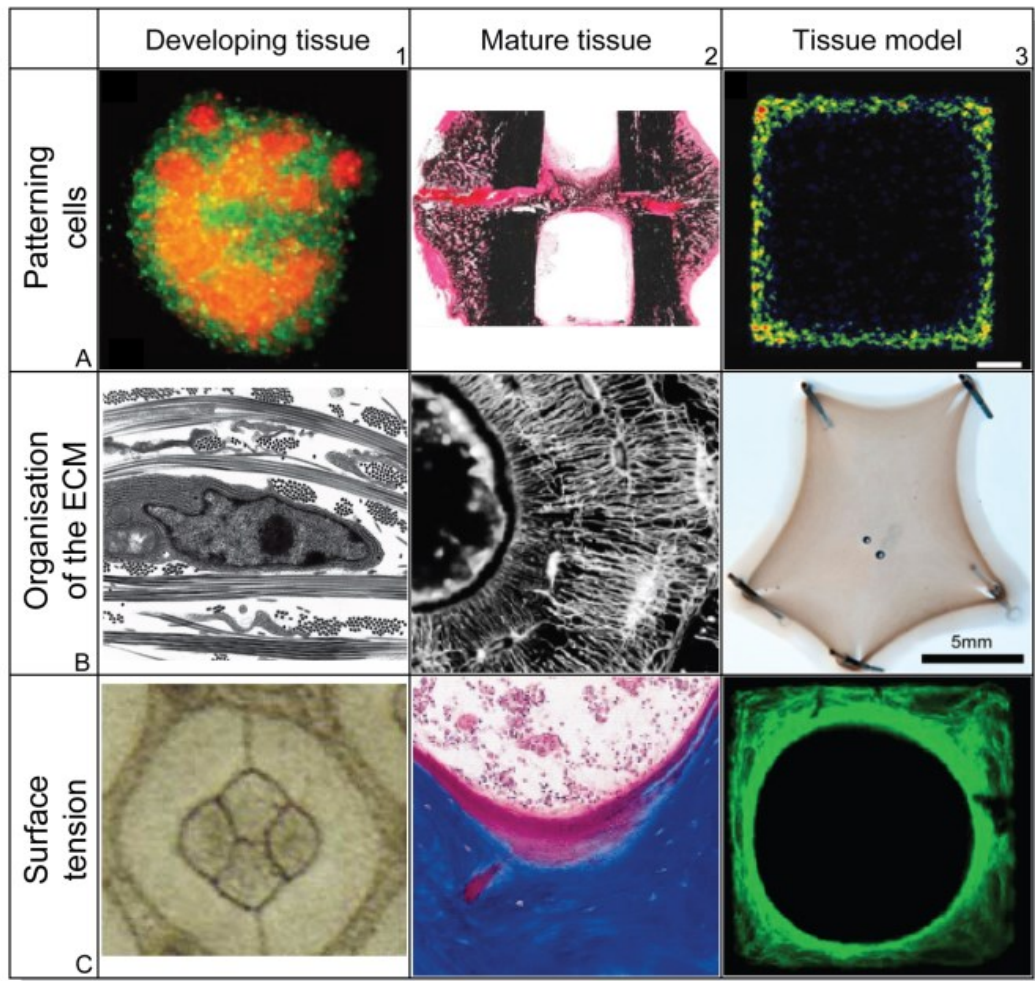 Developing tissue
1
Mature tissue
2
Tissue model
3
Patterning
cells
A
Organisation
of the ECM
B
5mm
Surface
tension
C